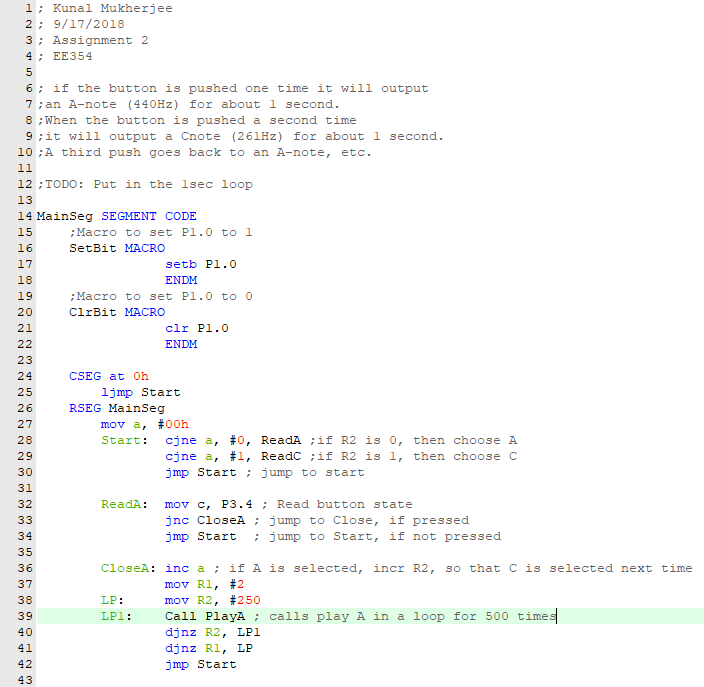 1 ; Kunal Mukherjee
2 ; 9/17/2018
3 ; Assignment 2
4 ; EE354
5
6 ; if the button is pushed one time it will output
7 ;an A-note (440Hz) for about 1 second.
8 ;When the button is pushed a second time
9 ;it will output a Cnote (261Hz) for about 1 second.
10 ;A third push goes back to an A-note, etc.
11
12 ;TODO: Put in the 1sec loop
13
14 MainSeg SEGMENT CODE
15     ;Macro to set P1.0 to 1
16     SetBit MACRO
17                 setb P1.0
18                 ENDM
19     ;Macro to set P1.0 to 0
20     ClrBit MACRO
21                 clr P1.0
22                 ENDM
23
24     CSEG at 0h
25         ljmp Start
26     RSEG MainSeg
27         mov a, #00h
28         Start:  cjne a, #0, ReadA ;if R2 is 0, then choose A
29                 cjne a, #1, ReadC ;if R2 is 1, then choose C
30                 jmp Start ; jump to start
31
32         ReadA:  mov c, P3.4 ; Read button state
33                 jnc CloseA ; jump to Close, if pressed
34                 jmp Start  ; jump to Start, if not pressed
35
36         CloseA: inc a ; if A is selected, incr R2, so that C is selected next time
37                 mov R1, #2
38         LP:     mov R2, #250
39         LP1:    Call PlayA ; calls play A in a loop for 500 times
40                 djnz R2, LP1
41                 djnz R1, LP
42                 jmp Start
43